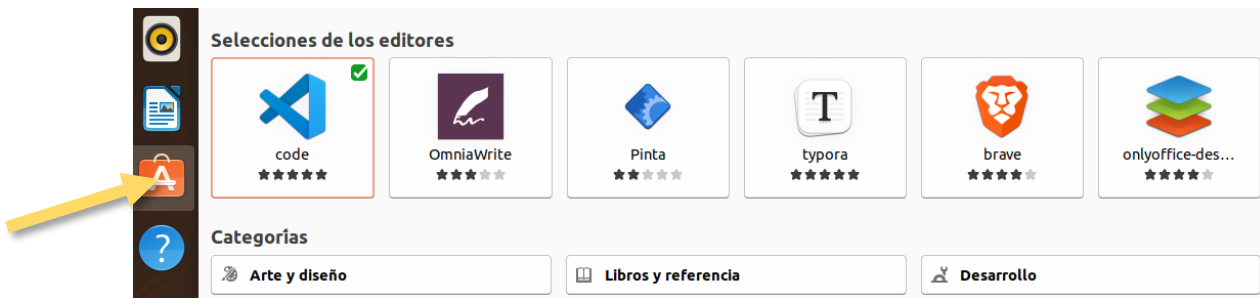 Selecciones de los editores
code
OmniaWrite
Pinta
T
typora
brave
onlyoffice-des...
A
?
Categorías
Arte y diseño
Libros y referencia
Desarrollo